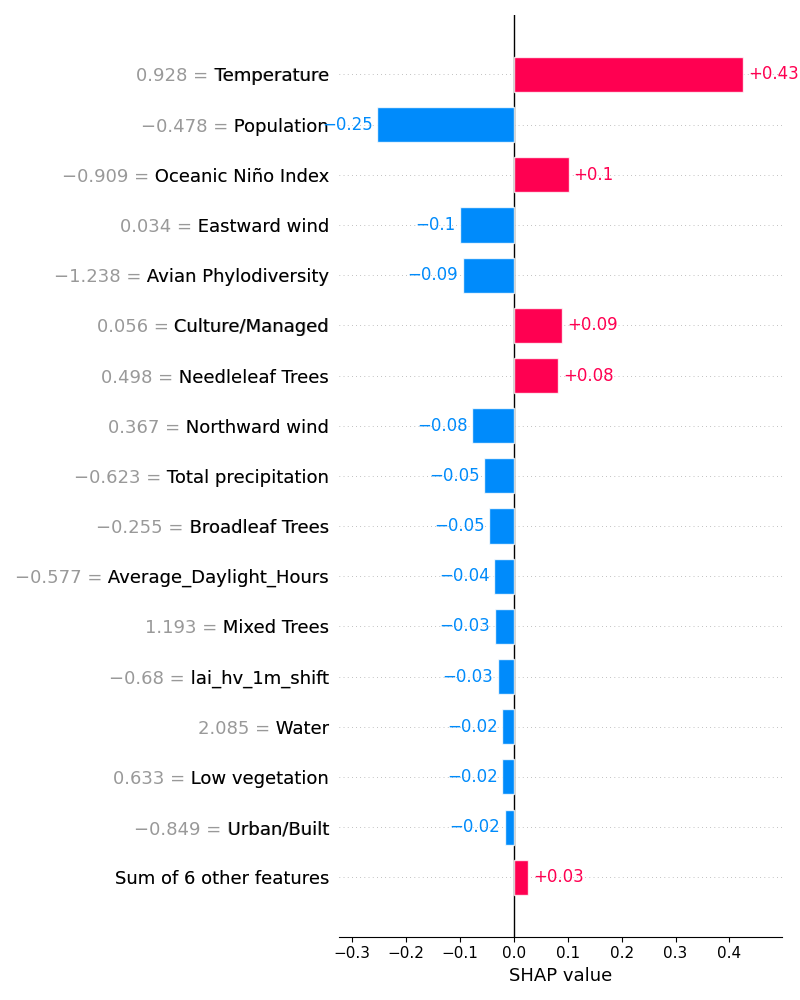 0.928 = Temperature +0.43
−0.478 = Population −0.25
−0.909 = Oceanic Niño Index +0.1
0.034 = Eastward wind −0.1
−1.238 = Avian Phylodiversity −0.09
0.056 = Culture/Managed +0.09
0.498 = Needleleaf Trees +0.08
0.367 = Northward wind −0.08
−0.623 = Total precipitation −0.05
−0.255 = Broadleaf Trees −0.05
−0.577 = Average_Daylight_Hours −0.04
1.193 = Mixed Trees −0.03
−0.68 = lai_hv_1m_shift −0.03
2.085 = Water −0.02
0.633 = Low vegetation −0.02
−0.849 = Urban/Built −0.02
Sum of 6 other features +0.03
−0.3 −0.2 −0.1 0.0 0.1 0.2 0.3 0.4
SHAP value